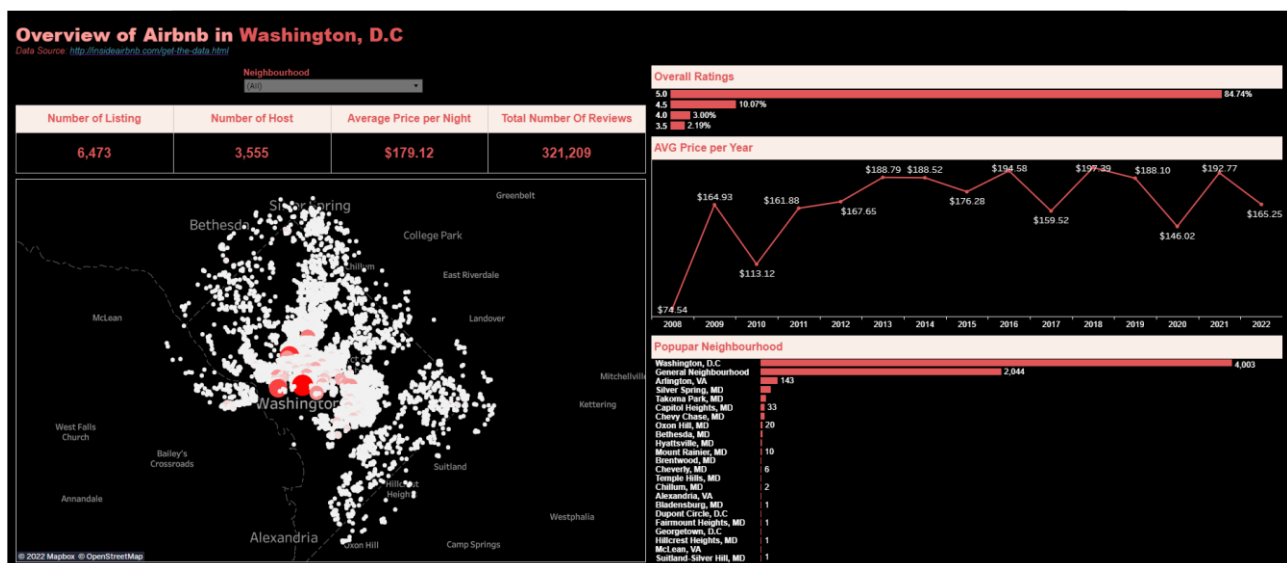 Overview of Airbnb in Washington, D.C
Data Source: http://insideairbnb.com/get-the-data.html
Neighbourhood
(All)
Number of Listing
Number of Host
Average Price per Night
Total Number Of Reviews
6,473
3,555
$179.12
321,209
Silver Spring
Greenbelt
Bethesda
College Park
Chillum
East Riverdale
McLean
Landover
Mitchellville
Kettering
Washington
West Falls
Church
Bailey's
Crossroads
Suitland
Hillcrest
Heights
Annandale
Westphalia
Alexandria
Oxon Hill
Camp Springs
© 2022 Mapbox © OpenStreetMap
Overall Ratings
5.0 84.74%
4.5 10.07%
4.0 3.00%
3.5 2.19%
AVG Price per Year
$74.54
$164.93
$113.12
$161.88
$167.65
$188.79
$188.52
$176.28
$194.58
$159.52
$197.39
$188.10
$146.02
$192.77
$165.25
2008 2009 2010 2011 2012 2013 2014 2015 2016 2017 2018 2019 2020 2021 2022
Popupar Neighbourhood
Washington, D.C 4,003
General Neighbourhood 2,044
Arlington, VA 143
Silver Spring, MD
Takoma Park, MD
Capitol Heights, MD 33
Chevy Chase, MD
Oxon Hill, MD 20
Bethesda, MD
Hyattsville, MD
Mount Rainier, MD 10
Brentwood, MD
Cheverly, MD 6
Temple Hills, MD
Chillum, MD 2
Alexandria, VA
Bladensburg, MD 1
Dupont Circle, D.C
Fairmount Heights, MD 1
Georgetown, D.C
Hillcrest Heights, MD 1
McLean, VA
Suitland-Silver Hill, MD 1